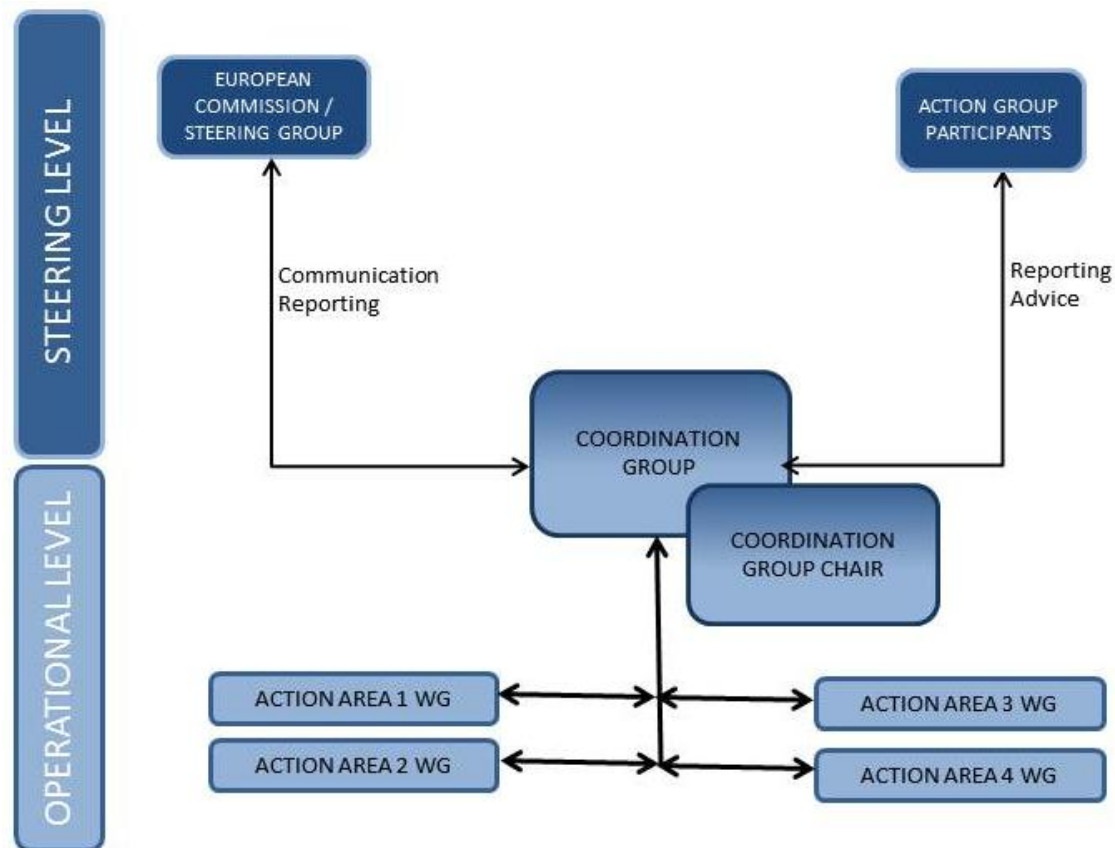 STEERING LEVEL
EUROPEAN
COMMISSION /
STEERING GROUP
ACTION GROUP
PARTICIPANTS
Communication
Reporting
Reporting
Advice
COORDINATION
GROUP
COORDINATION
GROUP CHAIR
OPERATIONAL LEVEL
ACTION AREA 1 WG
ACTION AREA 3 WG
ACTION AREA 2 WG
ACTION AREA 4 WG